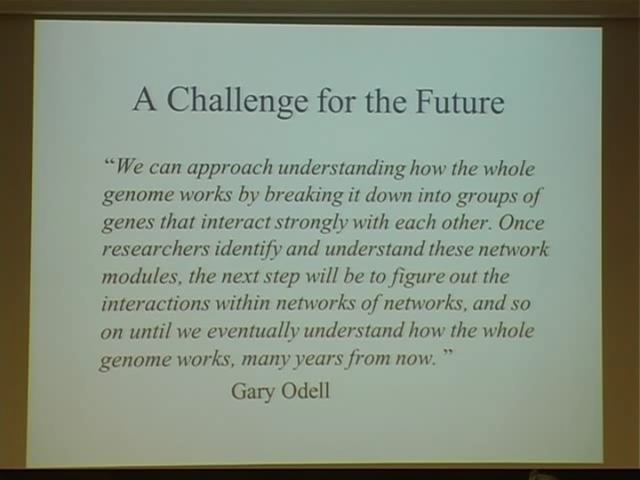 A Challenge for the Future
“We can approach understanding how the whole
genome works by breaking it down into groups of
genes that interact strongly with each other. Once
researchers identify and understand these network
modules, the next step will be to figure out the
interactions within networks of networks, and so
on until we eventually understand how the whole
genome works, many years from now. ”
Gary Odell